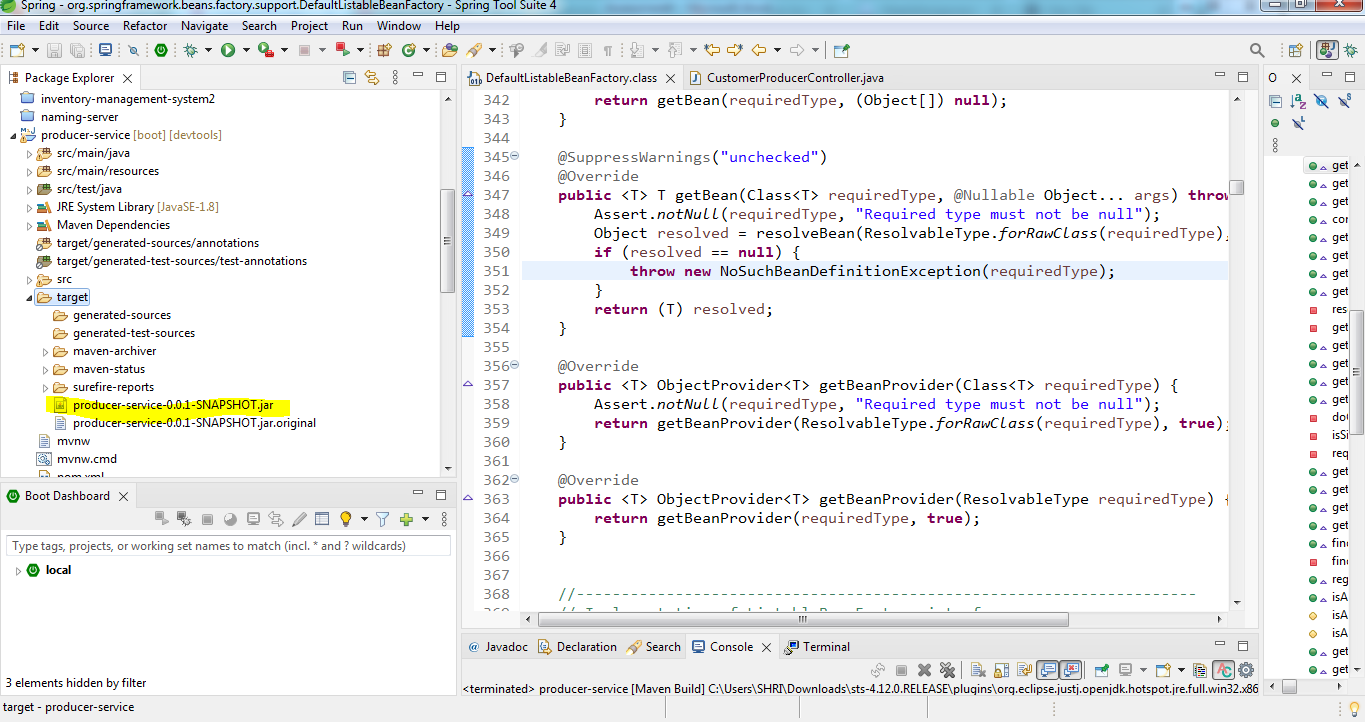 Spring - org.springframework.beans.factory.support.DefaultListableBeanFactory - Spring Tool Suite 4
File Edit Source Refactor Navigate Search Project Run Window Help
Package Explorer
inventory-management-system2
naming-server
producer-service [boot] [devtools]
src/main/java
src/main/resources
src/test/java
JRE System Library [JavaSE-1.8]
Maven Dependencies
target/generated-sources/annotations
target/generated-test-sources/test-annotations
src
target
generated-sources
generated-test-sources
maven-archiver
maven-status
surefire-reports
producer-service-0.0.1-SNAPSHOT.jar
producer-service-0.0.1-SNAPSHOT.jar.original
mvnw
mvnw.cmd
pom.xml
Boot Dashboard
Type tags, projects, or working set names to match (incl. * and ? wildcards)
local
3 elements hidden by filter
DefaultListableBeanFactory.class CustomerProducerController.java
342 return getBean(requiredType, (Object[]) null);
343 }
344
345 @SuppressWarnings("unchecked")
346 @Override
347 public <T> T getBean(Class<T> requiredType, @Nullable Object... args) throw
348 Assert.notNull(requiredType, "Required type must not be null");
349 Object resolved = resolveBean(ResolvableType.forRawClass(requiredType),
350 if (resolved == null) {
351 throw new NoSuchBeanDefinitionException(requiredType);
352 }
353 return (T) resolved;
354 }
355
356 @Override
357 public <T> ObjectProvider<T> getBeanProvider(Class<T> requiredType) {
358 Assert.notNull(requiredType, "Required type must not be null");
359 return getBeanProvider(ResolvableType.forRawClass(requiredType), true);
360 }
361
362 @Override
363 public <T> ObjectProvider<T> getBeanProvider(ResolvableType requiredType) {
364 return getBeanProvider(requiredType, true);
365 }
366
367
368 //---------------------------------------------------------------------
369 // Implementation of ListableBeanFactory interface
O
get
get
get
con
get
get
get
get
res
get
get
get
get
get
doG
isSi
req
get
get
get
get
find
find
reg
isA
isA
isA
get
get
@ Javadoc Declaration Search Console Terminal
<terminated> producer-service [Maven Build] C:\Users\SHRI\Downloads\sts-4.12.0.RELEASE\plugins\org.eclipse.justj.openjdk.hotspot.jre.full.win32.x86
target - producer-service